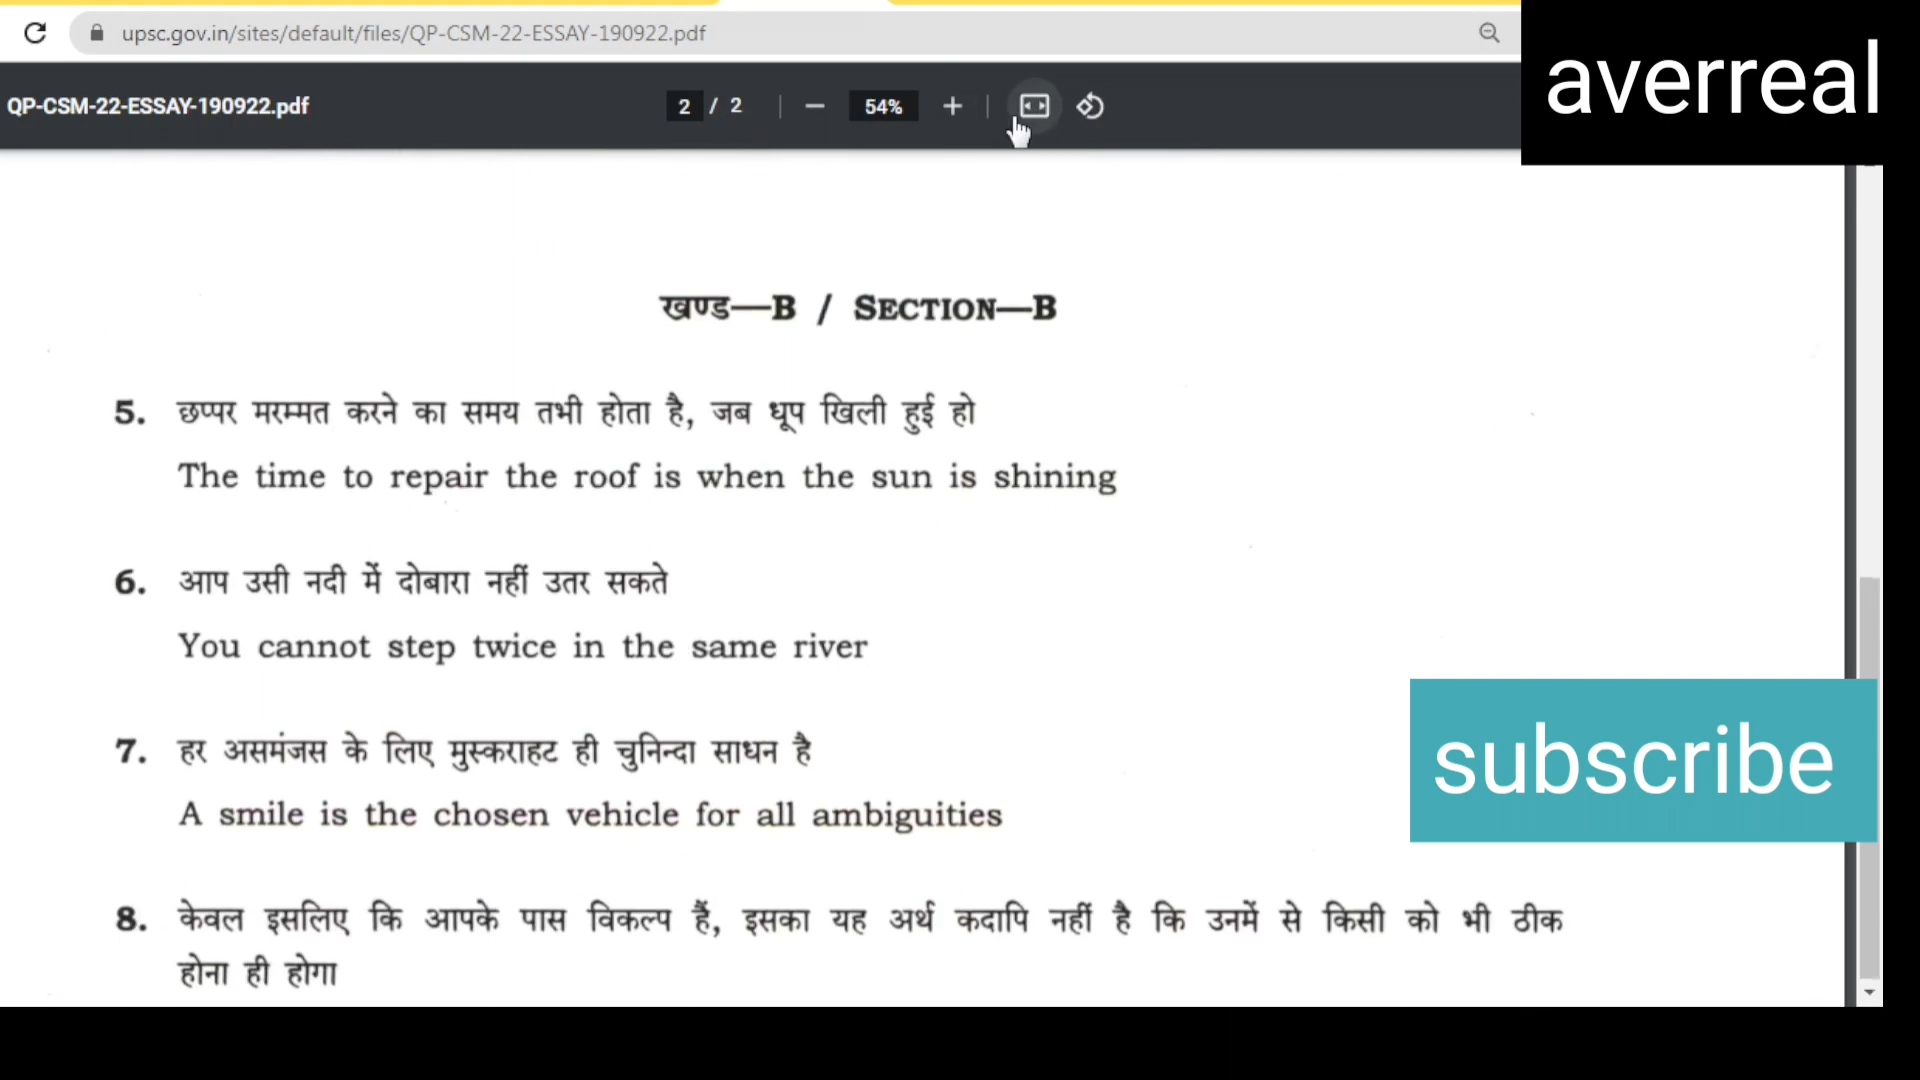 upsc.gov.in/sites/default/files/QP-CSM-22-ESSAY-190922.pdf
averreal
QP-CSM-22-ESSAY-190922.pdf
2 / 2
54%
खण्ड—B / SECTION—B
5. छप्पर मरम्मत करने का समय तभी होता है, जब धूप खिली हुई हो
The time to repair the roof is when the sun is shining
6. आप उसी नदी में दोबारा नहीं उतर सकते
You cannot step twice in the same river
7. हर असमंजस के लिए मुस्कराहट ही चुनिन्दा साधन है
A smile is the chosen vehicle for all ambiguities
subscribe
8. केवल इसलिए कि आपके पास विकल्प हैं, इसका यह अर्थ कदापि नहीं है कि उनमें से किसी को भी ठीक
होना ही होगा